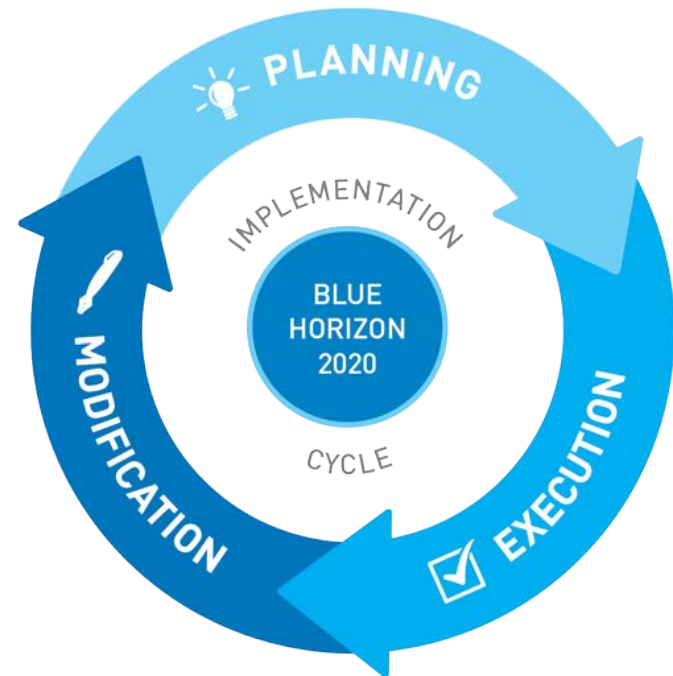 PLANNING
IMPLEMENTATION
BLUE
HORIZON
2020
CYCLE
EXECUTION
MODIFICATION